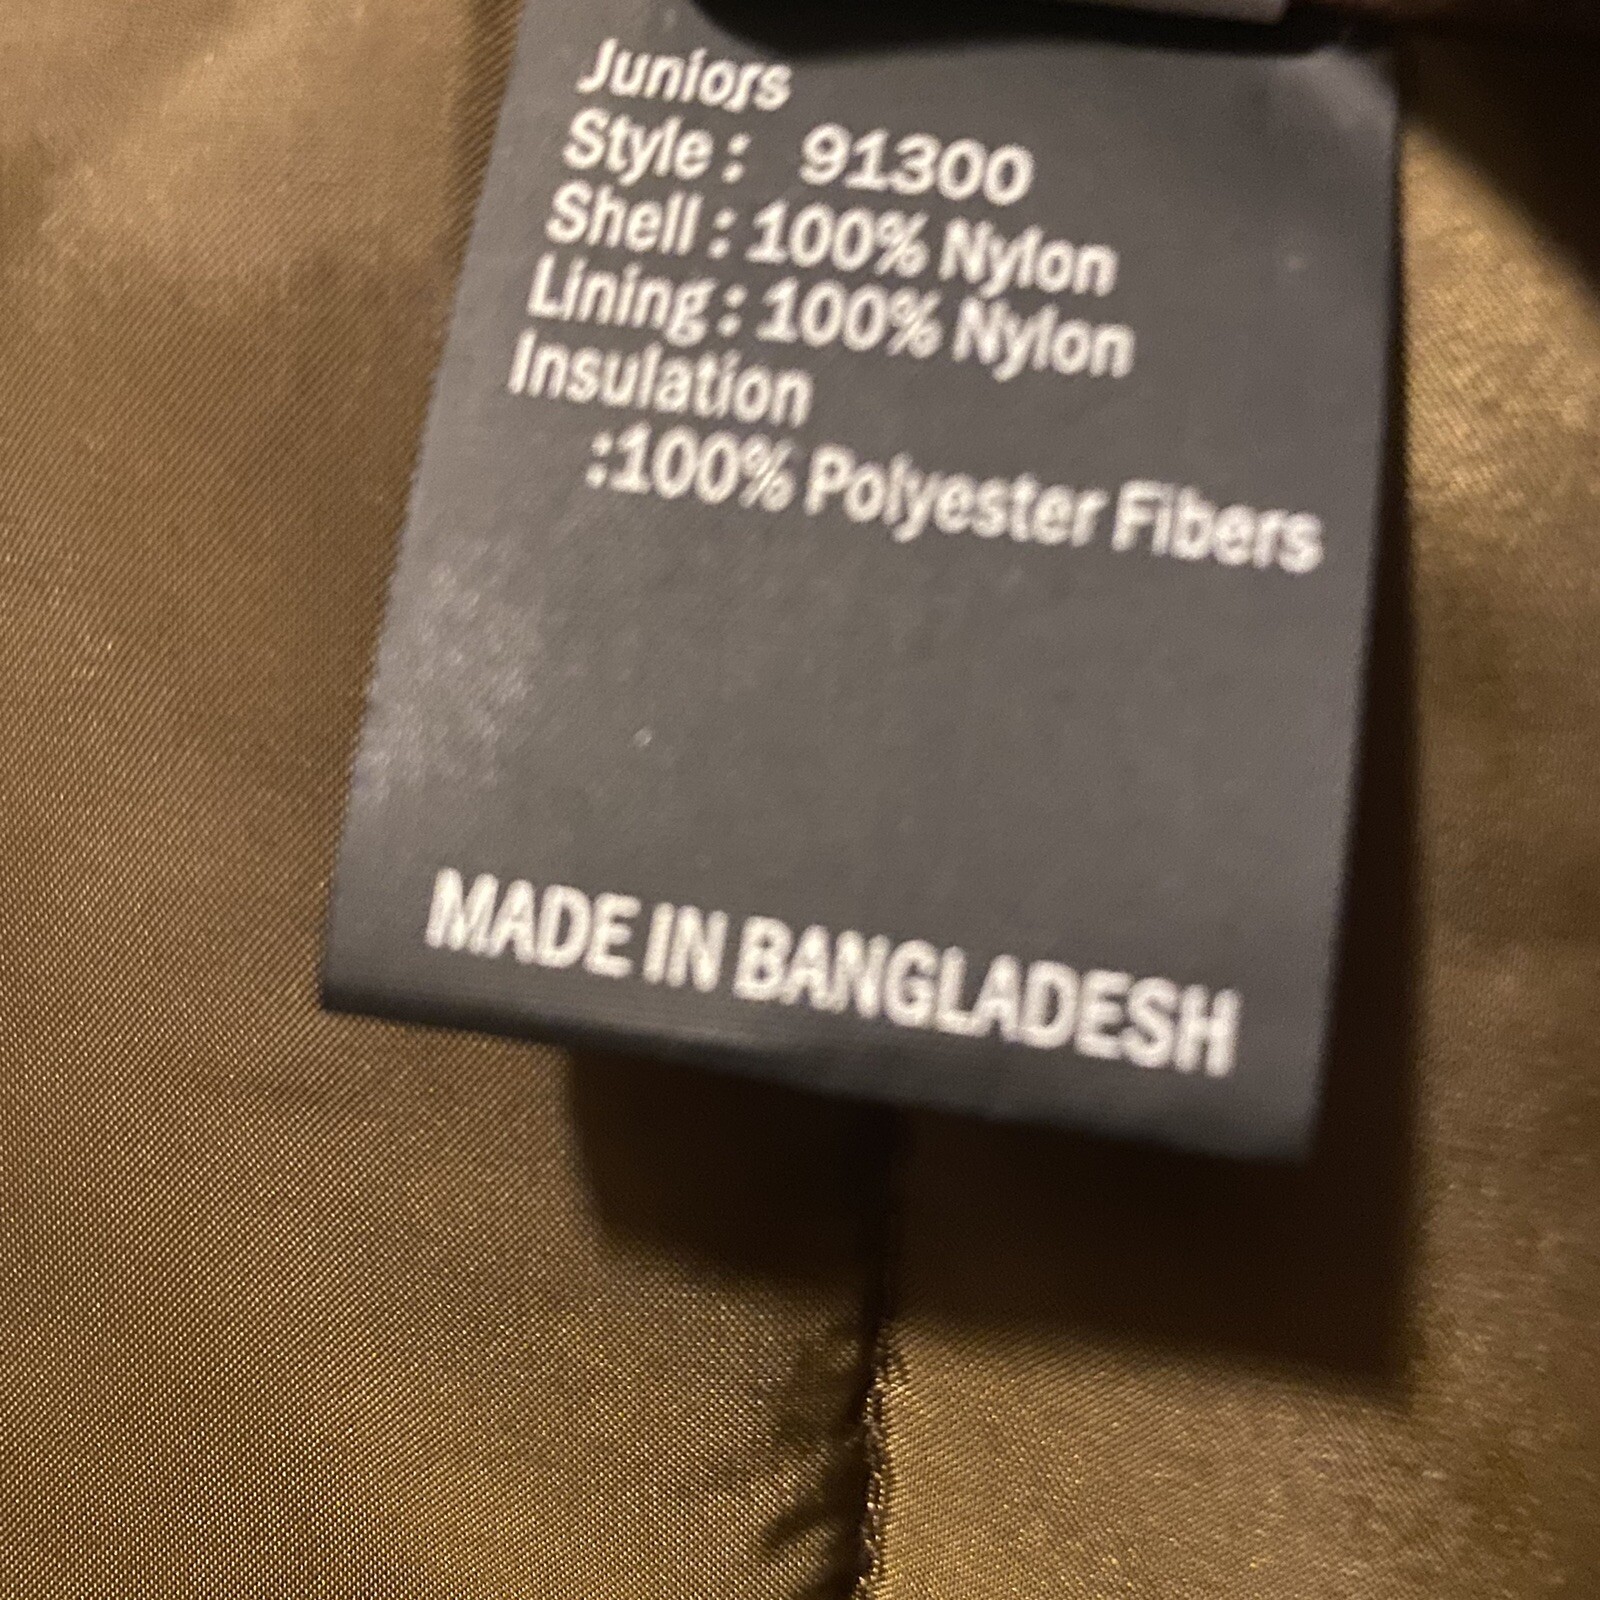 Juniors
Style : 91300
Shell : 100% Nylon
Lining : 100% Nylon
Insulation
:100% Polyester Fibers
MADE IN BANGLADESH